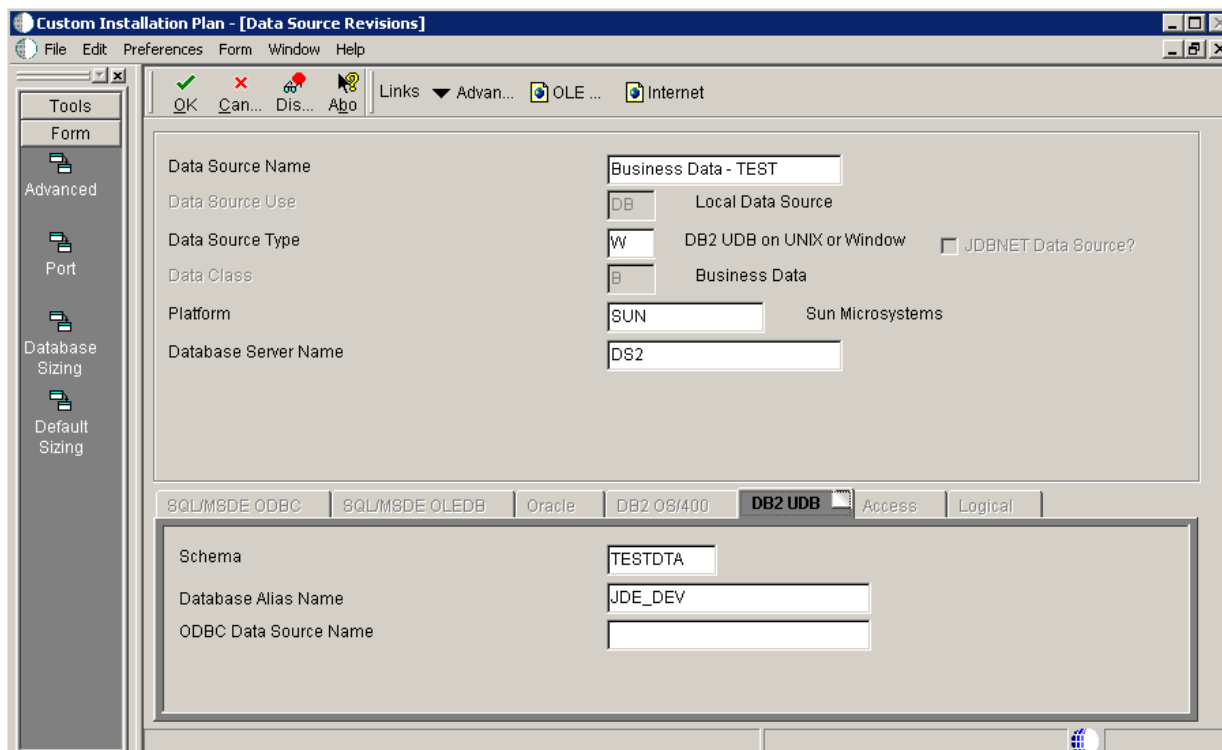 Custom Installation Plan - [Data Source Revisions]
File Edit Preferences Form Window Help
Tools
Form
Advanced
Port
Database
Sizing
Default
Sizing
OK Can... Dis... Abo Links Advan... OLE ... Internet
Data Source Name Business Data - TEST
Data Source Use DB Local Data Source
Data Source Type W DB2 UDB on UNIX or Window JDBNET Data Source?
Data Class B Business Data
Platform SUN Sun Microsystems
Database Server Name DS2
SQL/MSDE ODBC SQL/MSDE OLEDB Oracle DB2 OS/400 DB2 UDB Access Logical
Schema TESTDTA
Database Alias Name JDE_DEV
ODBC Data Source Name